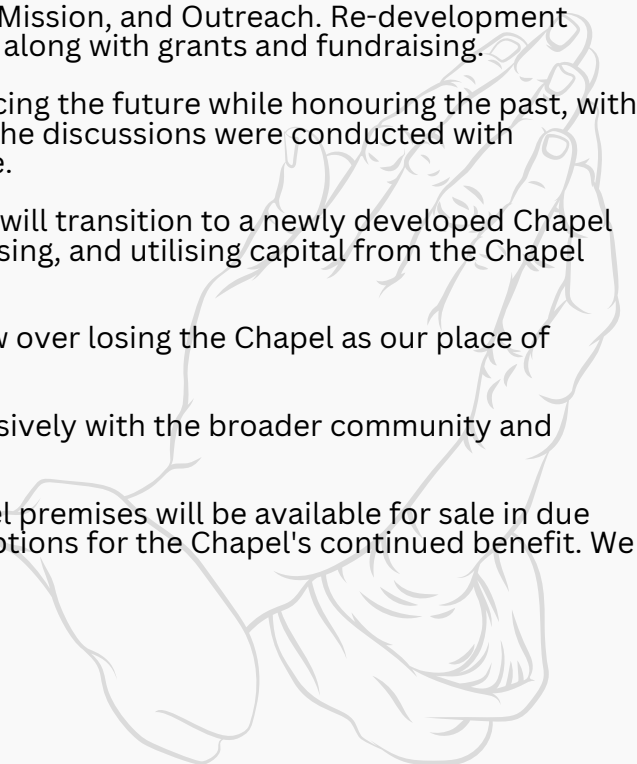 Mission, and Outreach. Re-development
along with grants and fundraising.
cing the future while honouring the past, with
he discussions were conducted with
e.
will transition to a newly developed Chapel
sing, and utilising capital from the Chapel
w over losing the Chapel as our place of
sively with the broader community and
el premises will be available for sale in due
ptions for the Chapel's continued benefit. We